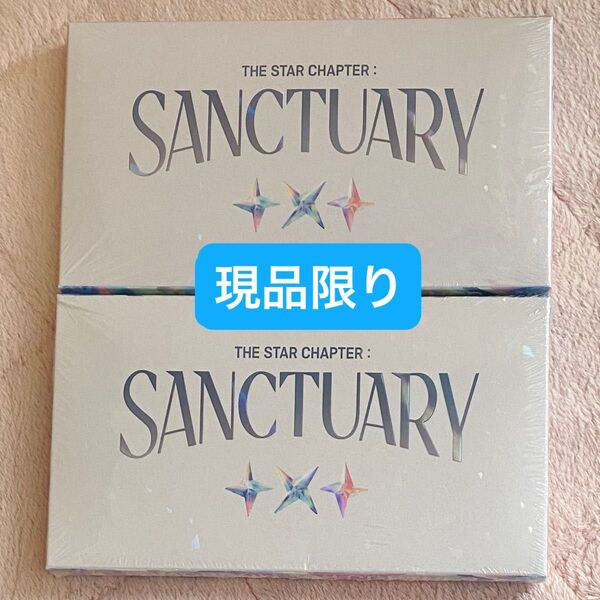 THE STAR CHAPTER :
SANCTUARY
現品限り
THE STAR CHAPTER :
SANCTUARY